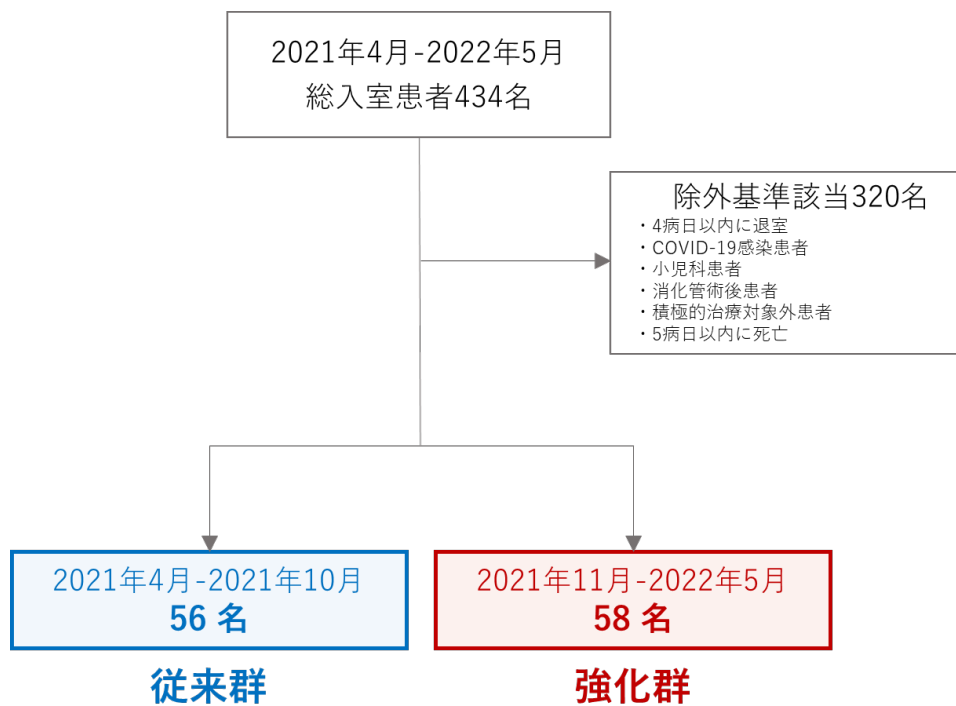 2021年4月-2022年5月
総入室患者434名
除外基準該当320名
・4病日以内に退室
・COVID-19感染患者
・小児科患者
・消化管術後患者
・積極的治療対象外患者
・5病日以内に死亡
2021年4月-2021年10月
56 名
従来群
2021年11月-2022年5月
58 名
強化群